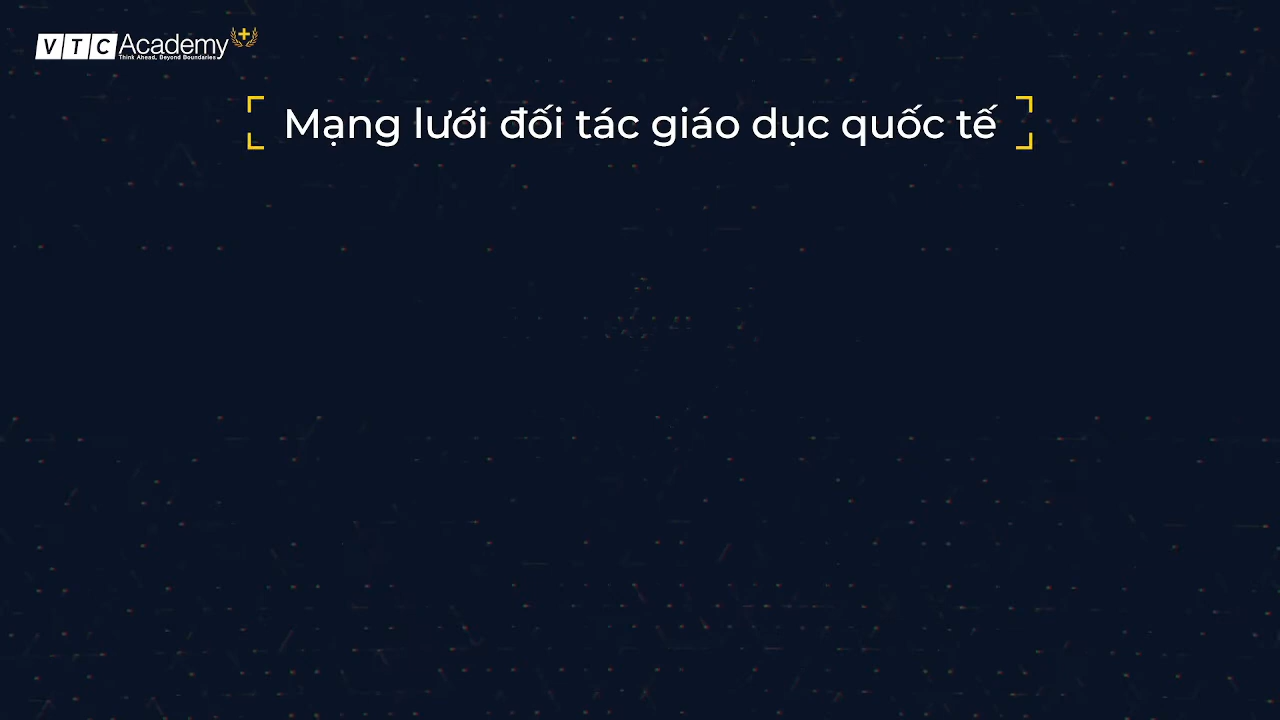 VTC Academy+
Think Ahead, Beyond Boundaries
Mạng lưới đối tác giáo dục quốc tế